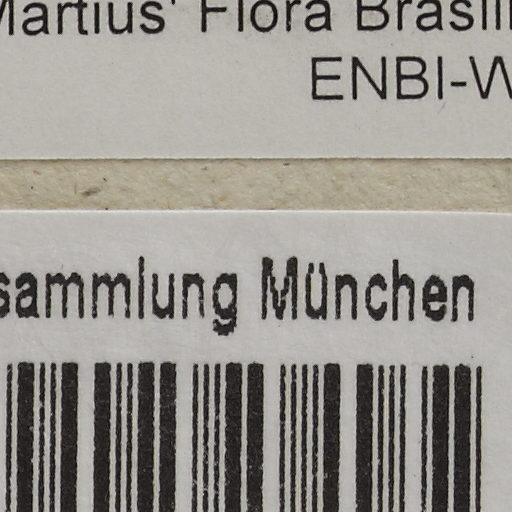 Martius' Flora Brasili
ENBI-W
sammlung München